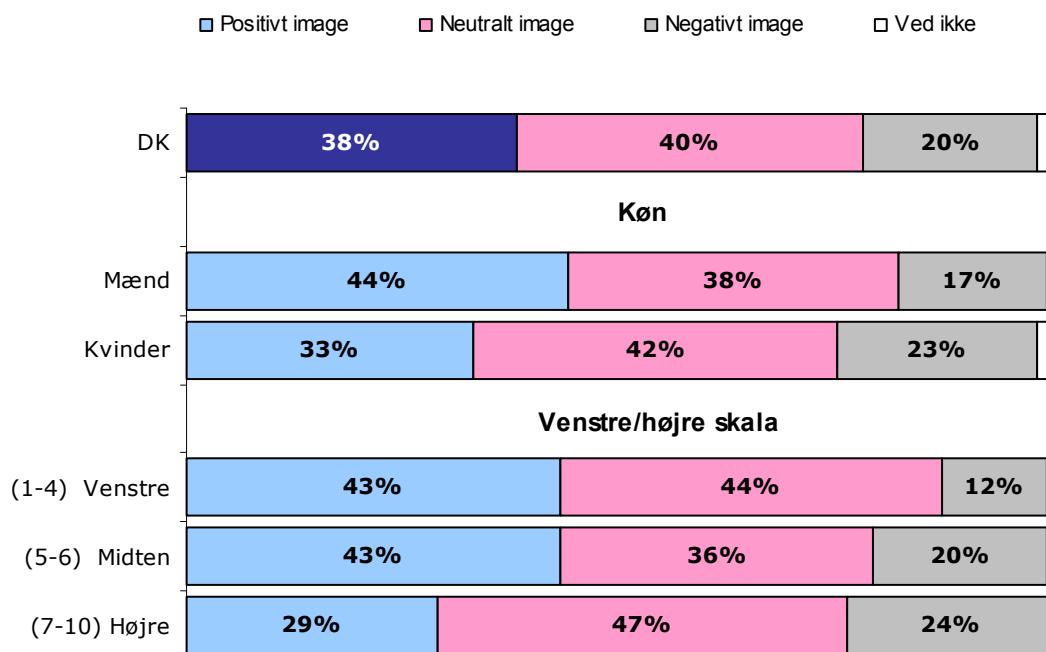 Positivt image Neutralt image Negativt image Ved ikke
DK 38% 40% 20%
Køn
Mænd 44% 38% 17%
Kvinder 33% 42% 23%
Venstre/højre skala
(1-4) Venstre 43% 44% 12%
(5-6) Midten 43% 36% 20%
(7-10) Højre 29% 47% 24%